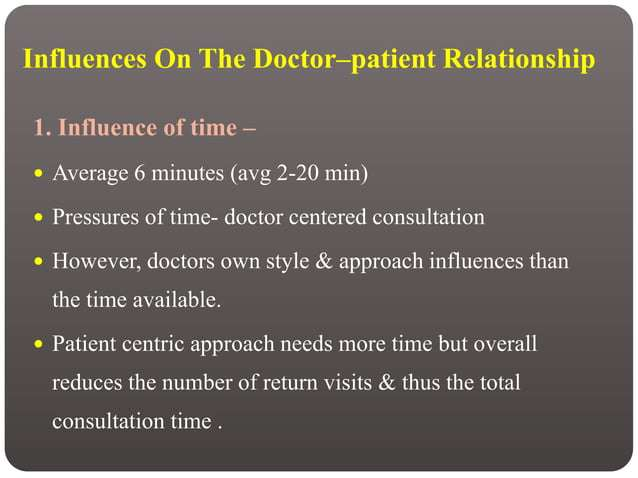 Influences On The Doctor–patient Relationship
1. Influence of time –
• Average 6 minutes (avg 2-20 min)
• Pressures of time- doctor centered consultation
• However, doctors own style & approach influences than
the time available.
• Patient centric approach needs more time but overall
reduces the number of return visits & thus the total
consultation time .